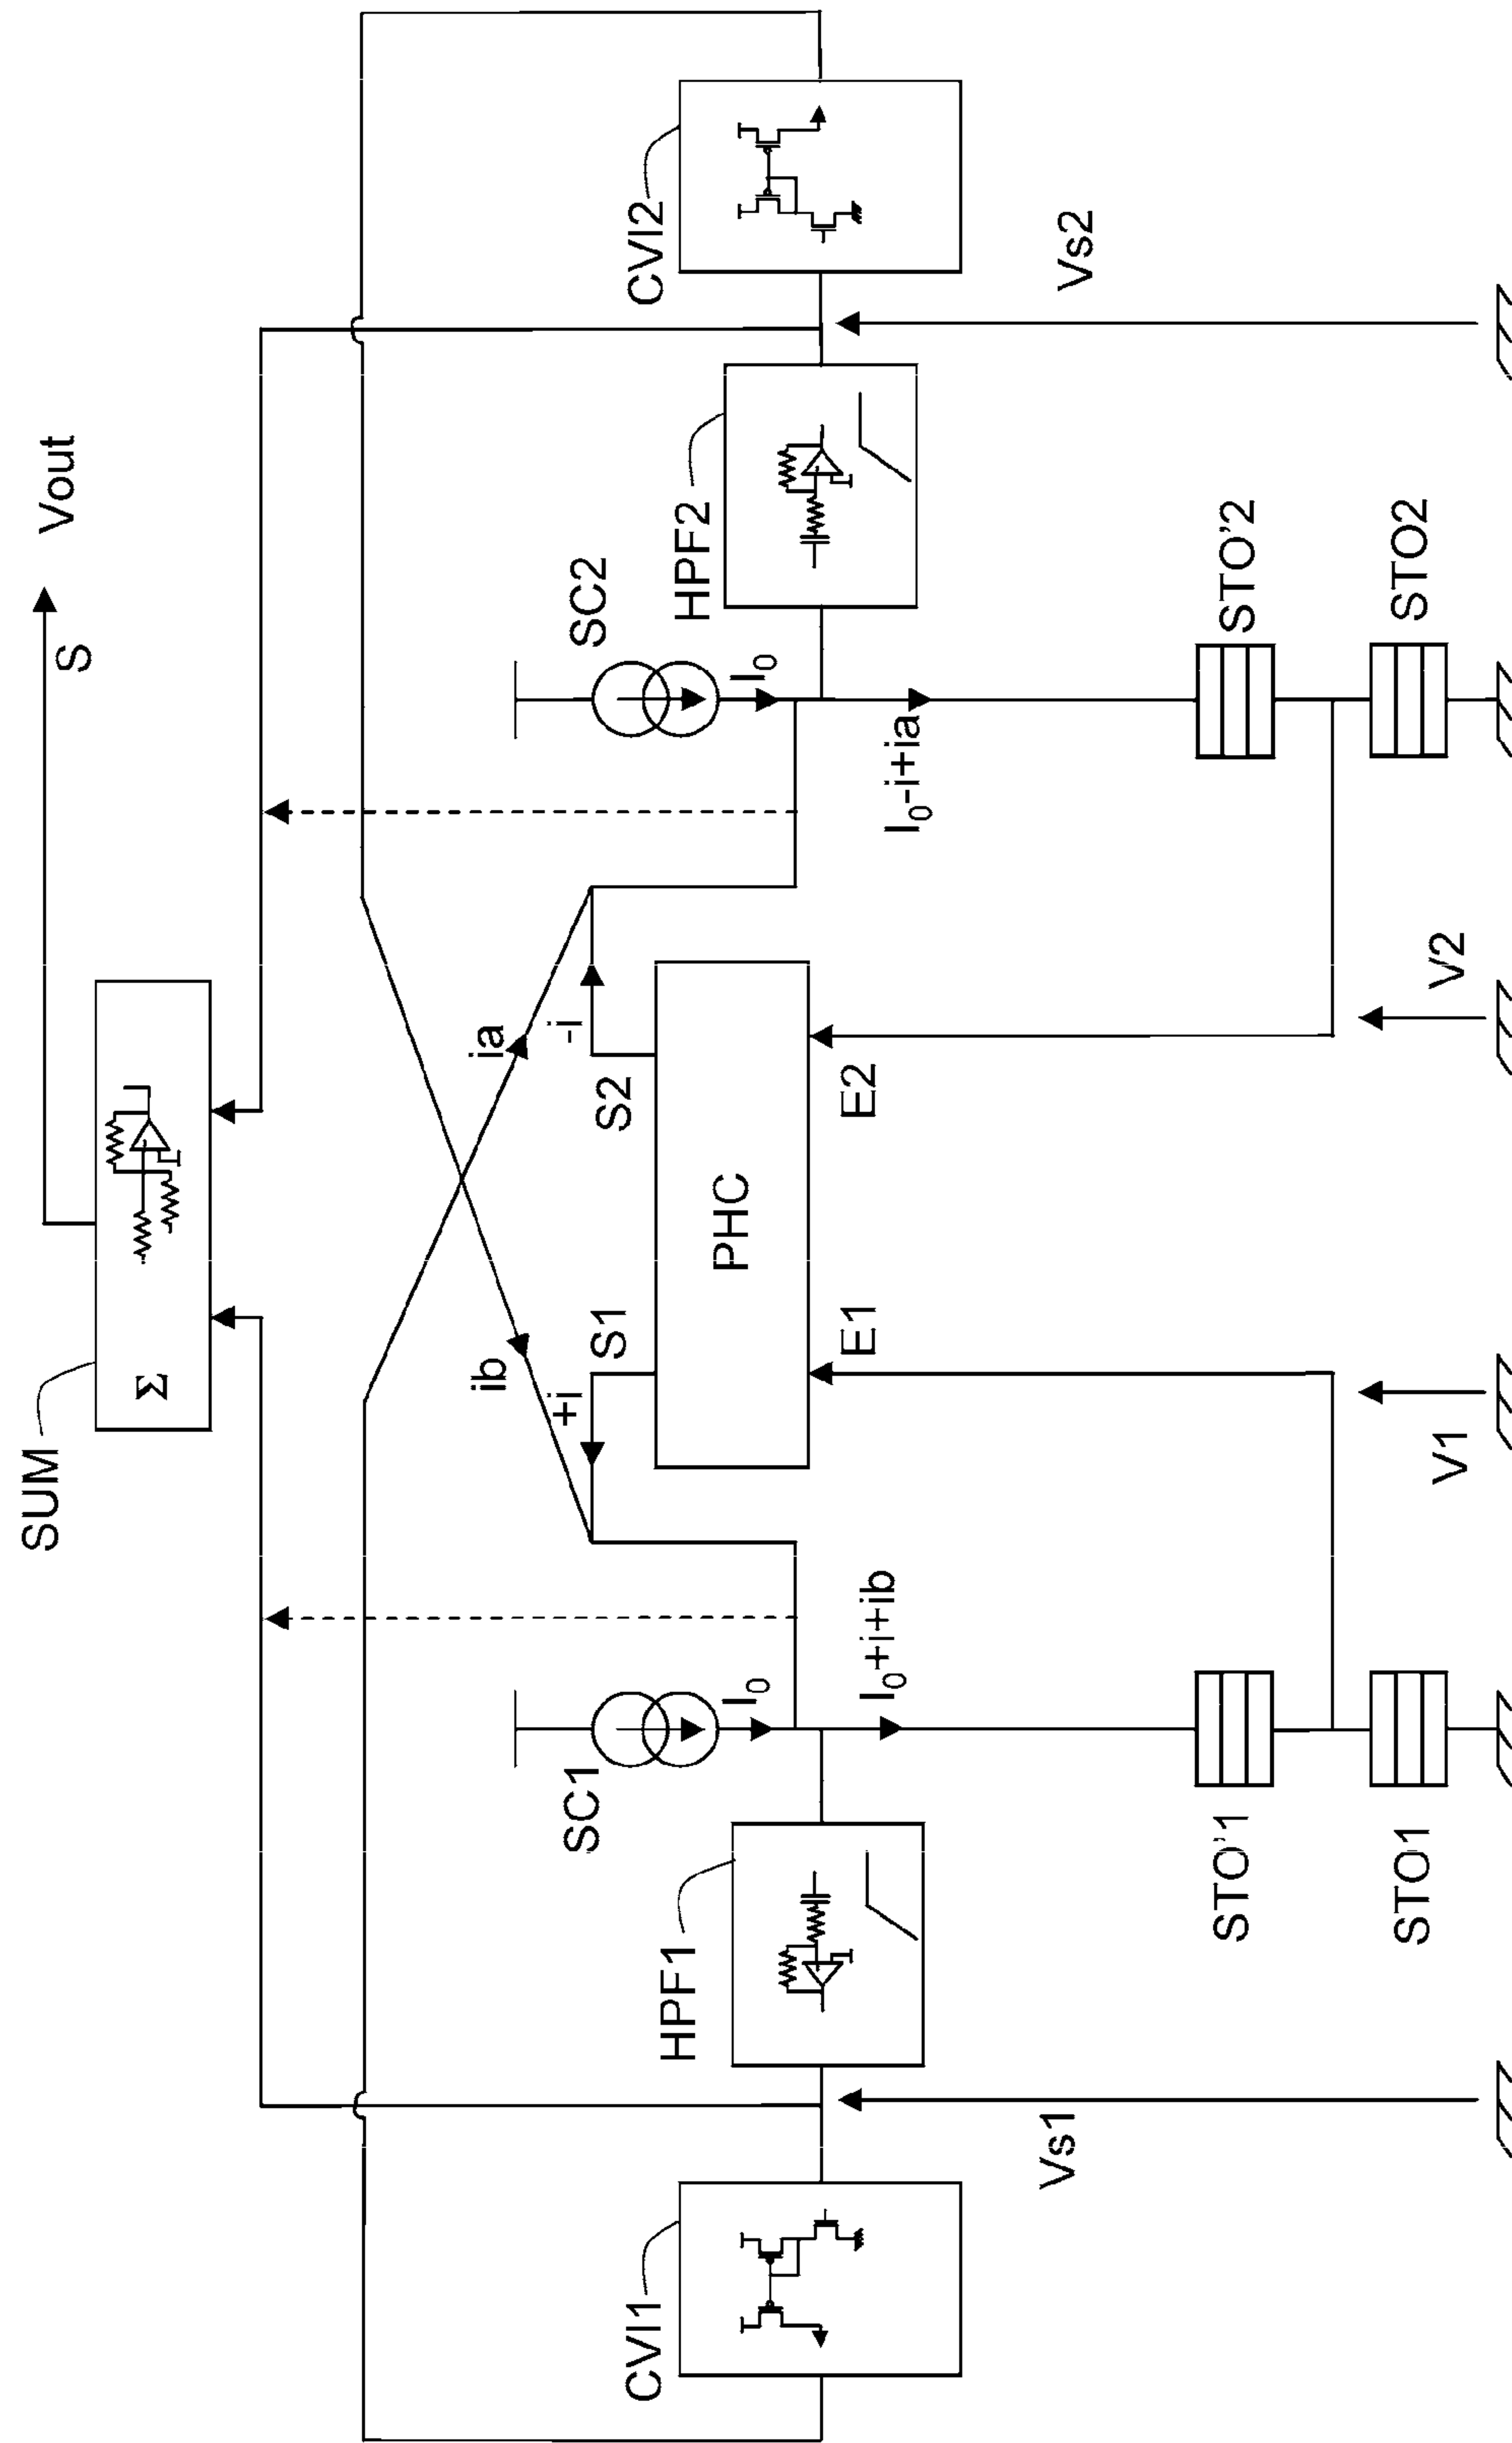 Vout
S
SUM
Σ
CVI2
Vs2
HPF2
SC2
I₀
I₀-i+ia
STO'2
STO2
ia
-i
S2
E2
V2
PHC
ib
+i
S1
E1
V1
SC1
I₀
I₀+i+ib
STO'1
STO1
HPF1
Vs1
CVI1